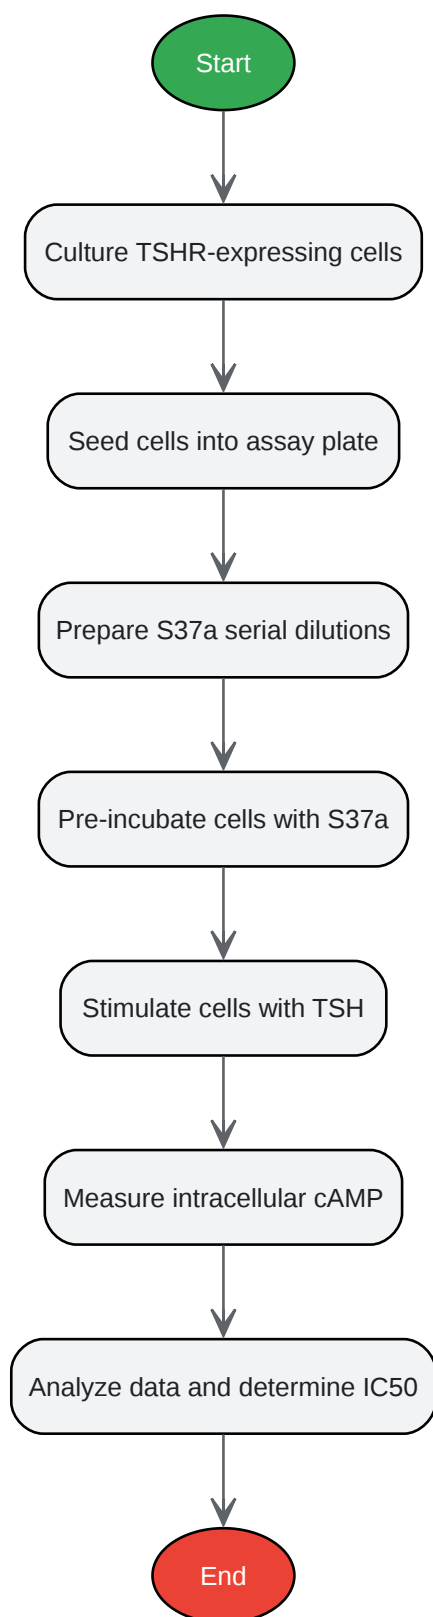 Start
Culture TSHR-expressing cells
Seed cells into assay plate
Prepare S37a serial dilutions
Pre-incubate cells with S37a
Stimulate cells with TSH
Measure intracellular cAMP
Analyze data and determine IC50
End